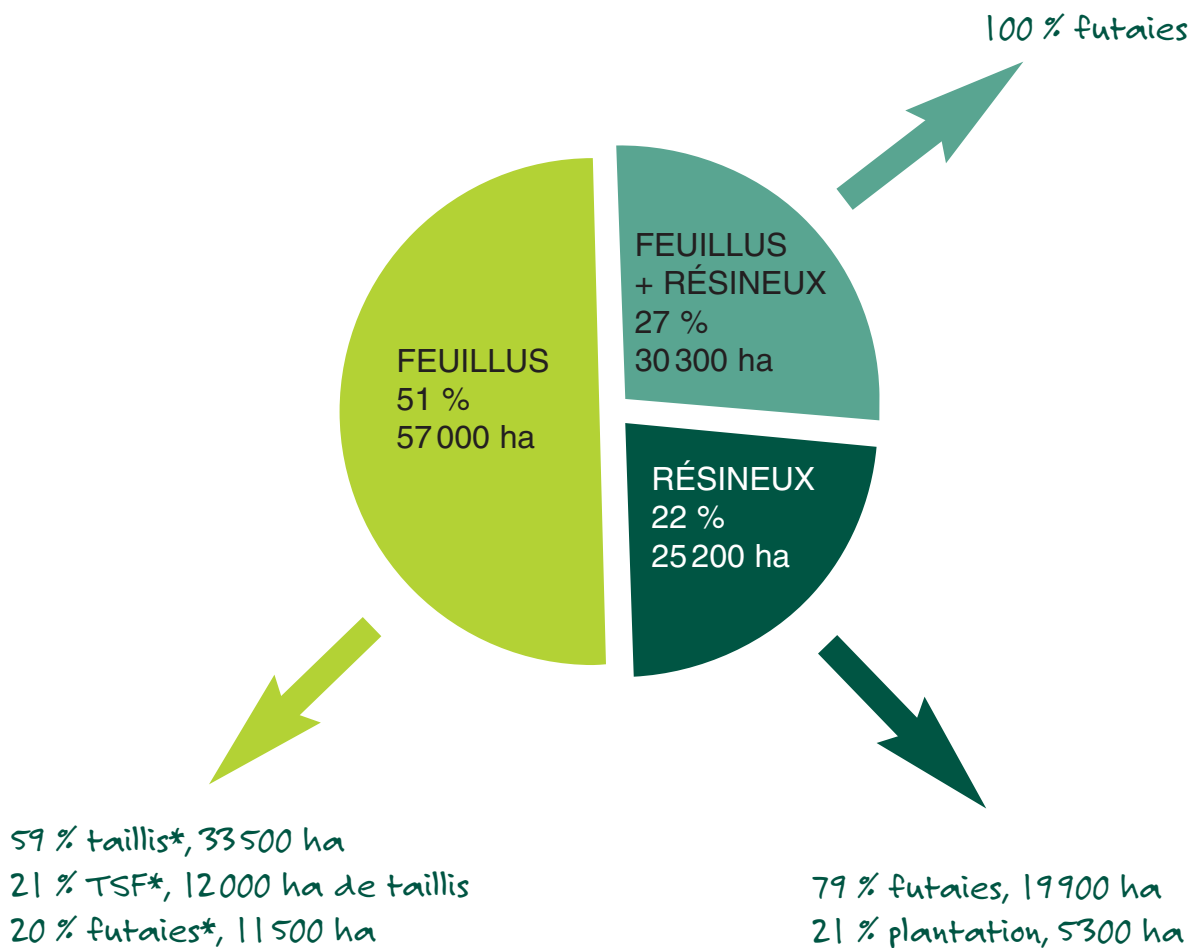 100 % futaies
FEUILLUS
+ RÉSINEUX
27 %
30 300 ha
FEUILLUS
51 %
57 000 ha
RÉSINEUX
22 %
25 200 ha
59 % taillis*, 33 500 ha
21 % TSF*, 12 000 ha de taillis
20 % futaies*, 11 500 ha
79 % futaies, 19 900 ha
21 % plantation, 5 300 ha